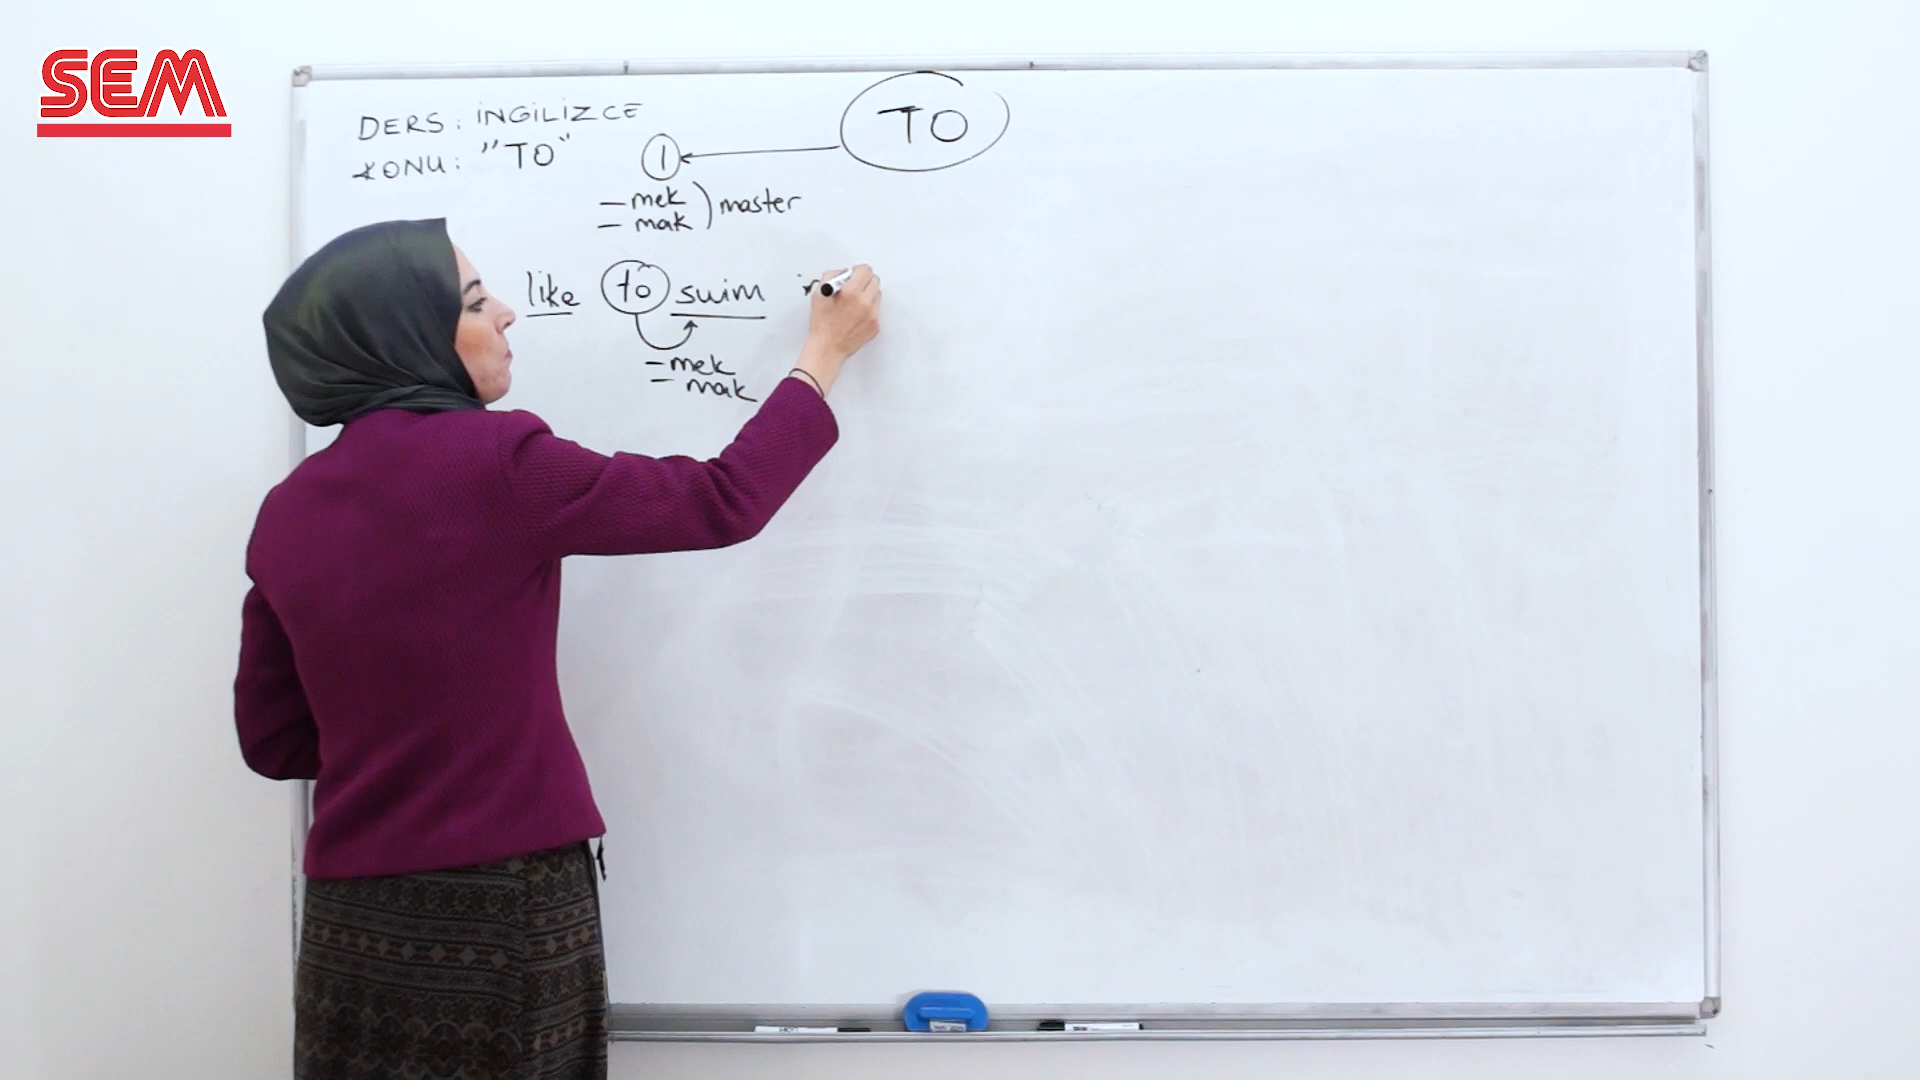 SEM
DERS: İNGİLİZCE
KONU: "TO"
TO
1
- mek
- mak ) master
like to swim
- mek
- mak